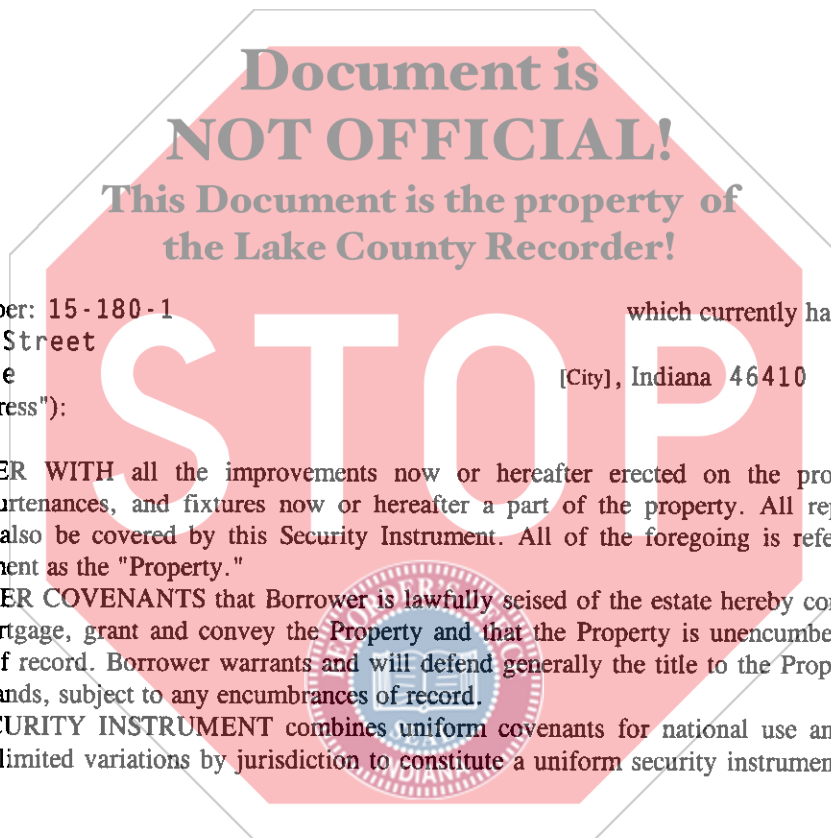 Document is
NOT OFFICIAL!
This Document is the property of
the Lake County Recorder!
ber: 15-180-1 which currently ha
Street
e [City], Indiana 46410
ress"):
STOP
ER WITH all the improvements now or hereafter erected on the pro
urtenances, and fixtures now or hereafter a part of the property. All rep
also be covered by this Security Instrument. All of the foregoing is refe
nent as the "Property."
ER COVENANTS that Borrower is lawfully seised of the estate hereby con
rtgage, grant and convey the Property and that the Property is unencumbe
f record. Borrower warrants and will defend generally the title to the Prop
ands, subject to any encumbrances of record.
CURITY INSTRUMENT combines uniform covenants for national use an
limited variations by jurisdiction to constitute a uniform security instrumen
SEAL
INDIANA